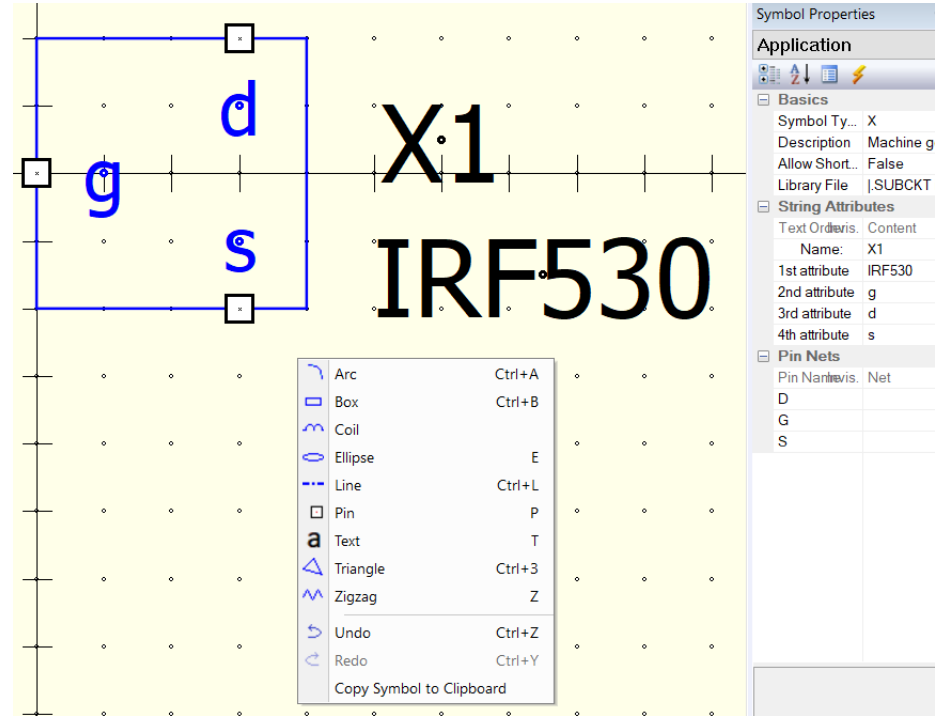 d
g
s
X1
IRF530
Arc Ctrl+A
Box Ctrl+B
Coil
Ellipse E
Line Ctrl+L
Pin P
a Text T
Triangle Ctrl+3
Zigzag Z
Undo Ctrl+Z
Redo Ctrl+Y
Copy Symbol to Clipboard
Symbol Properties
Application
Basics
Symbol Ty... X
Description Machine g
Allow Short... False
Library File |.SUBCKT
String Attributes
Text Order Invis. Content
Name: X1
1st attribute IRF530
2nd attribute g
3rd attribute d
4th attribute s
Pin Nets
Pin Name Invis. Net
D
G
S